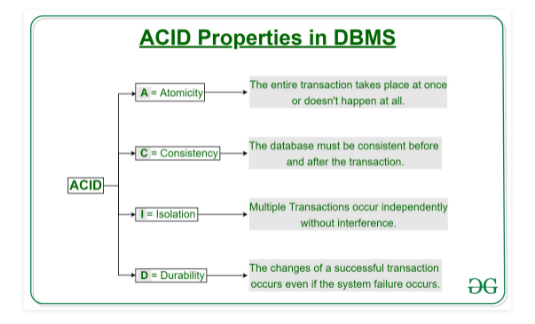 ACID Properties in DBMS
A = Atomicity
The entire transaction takes place at once
or doesn't happen at all.
C = Consistency
The database must be consistent before
and after the transaction.
ACID
I = Isolation
Multiple Transactions occur independently
without interference.
D = Durability
The changes of a successful transaction
occurs even if the system failure occurs.